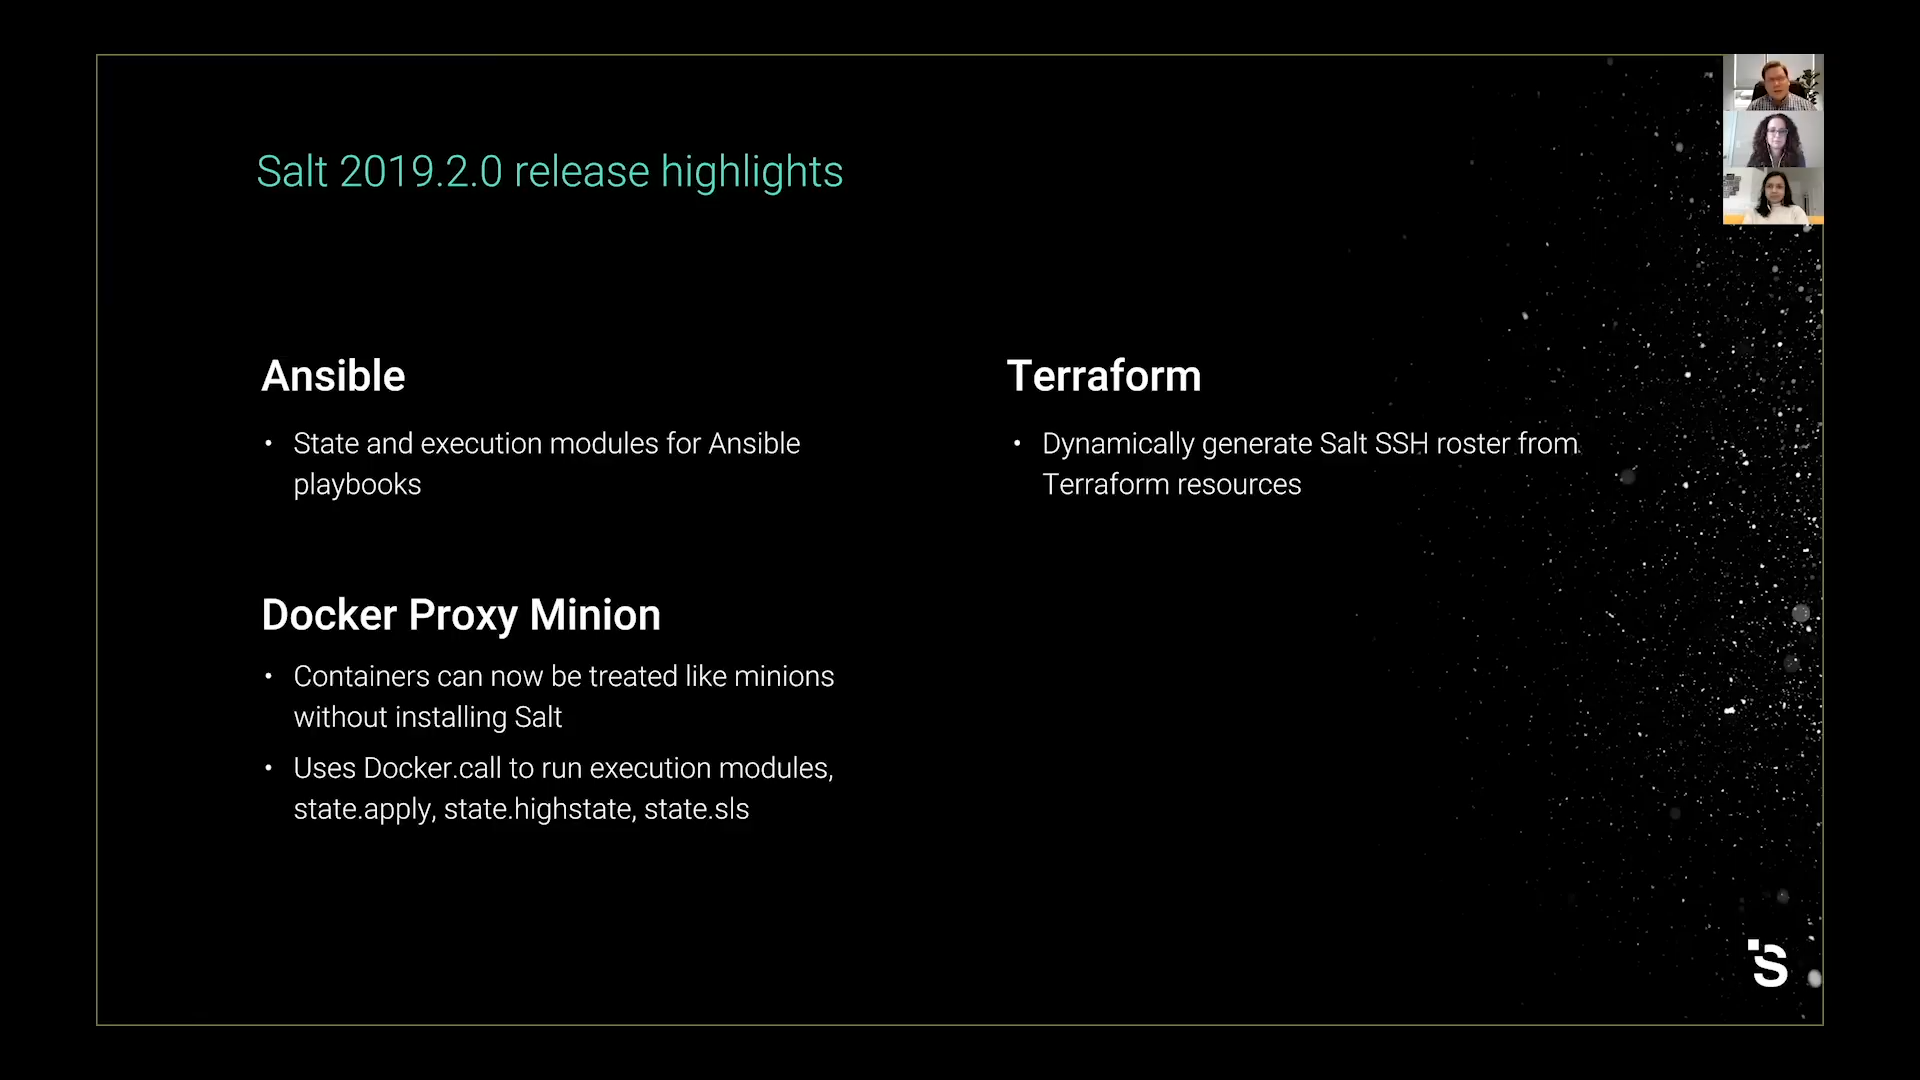 Salt 2019.2.0 release highlights
Ansible
• State and execution modules for Ansible
playbooks
Docker Proxy Minion
• Containers can now be treated like minions
without installing Salt
• Uses Docker.call to run execution modules,
state.apply, state.highstate, state.sls
Terraform
• Dynamically generate Salt SSH roster from
Terraform resources
S